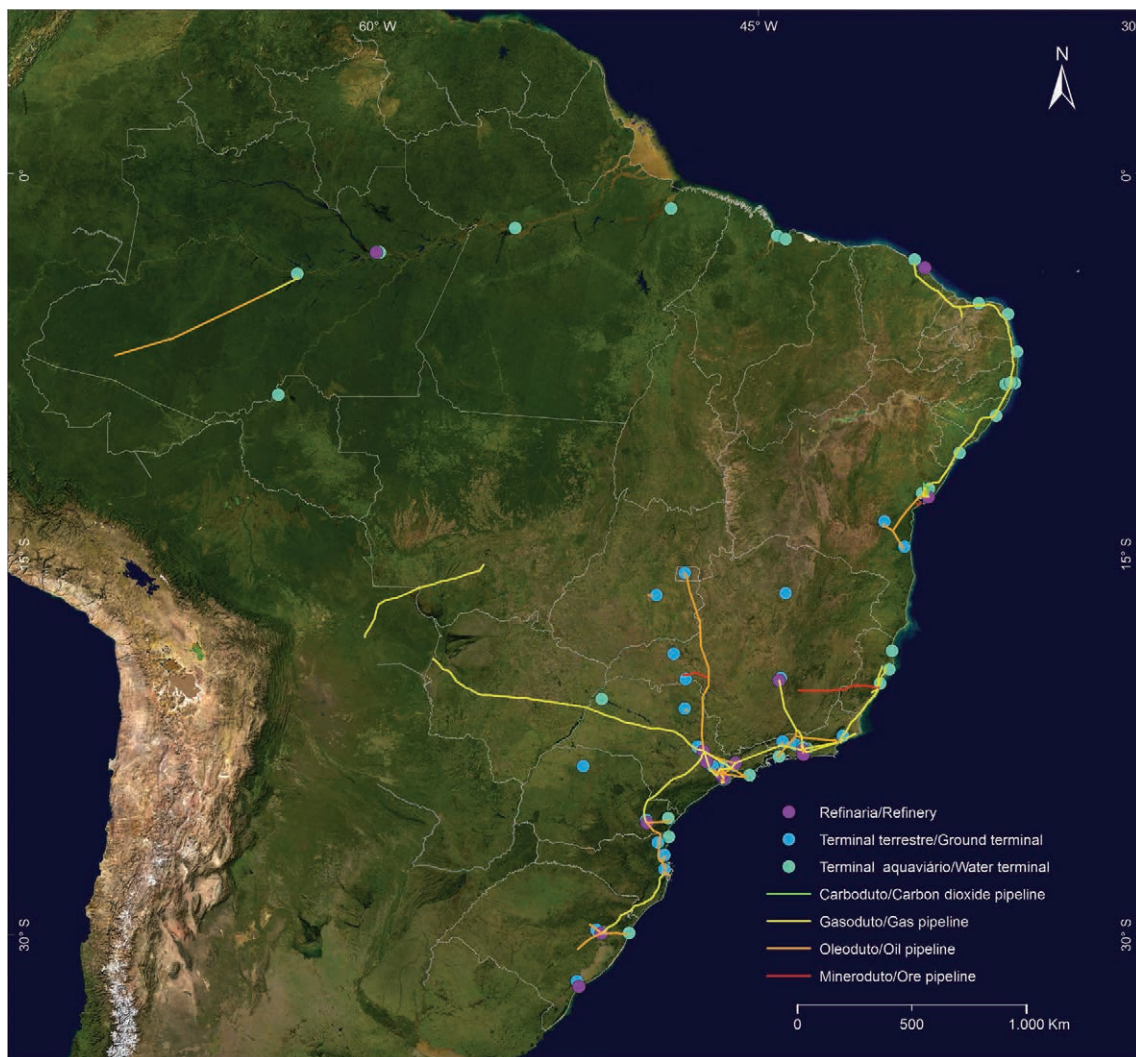 60° W
45° W
30
N
0°
0°
15° S
15° S
30° S
30° S
Refinaria/Refinery
Terminal terrestre/Ground terminal
Terminal aquaviário/Water terminal
Carboduto/Carbon dioxide pipeline
Gasoduto/Gas pipeline
Oleoduto/Oil pipeline
Mineroduto/Ore pipeline
0 500 1.000 Km